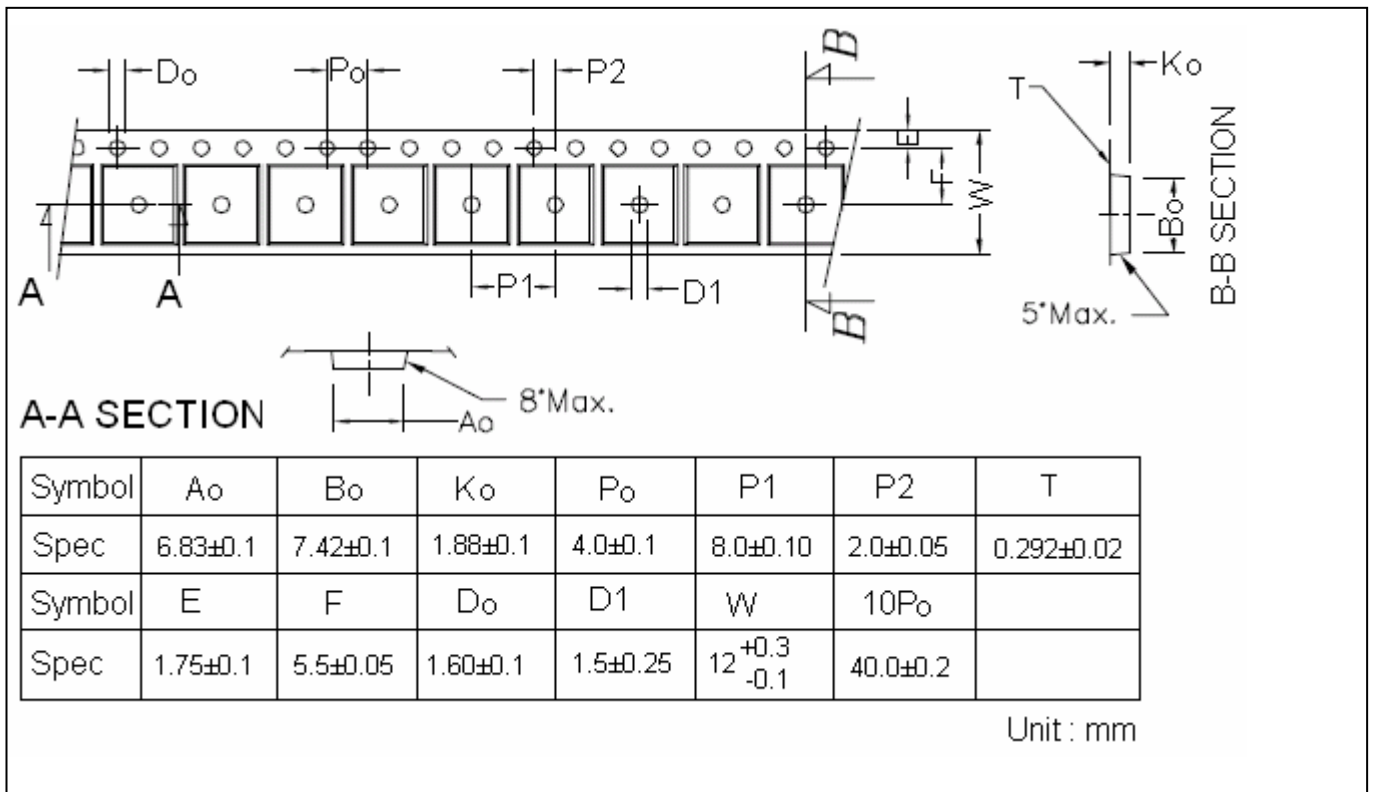 Do
Po
P2
B
Ko
T
E
F
W
Bo
B-B SECTION
A
A
P1
D1
B
5°Max.
8°Max.
A-A SECTION
Ao
Symbol Ao Bo Ko Po P1 P2 T
Spec 6.83±0.1 7.42±0.1 1.88±0.1 4.0±0.1 8.0±0.10 2.0±0.05 0.292±0.02
Symbol E F Do D1 W 10Po
Spec 1.75±0.1 5.5±0.05 1.60±0.1 1.5±0.25 12 +0.3 -0.1 40.0±0.2
Unit : mm